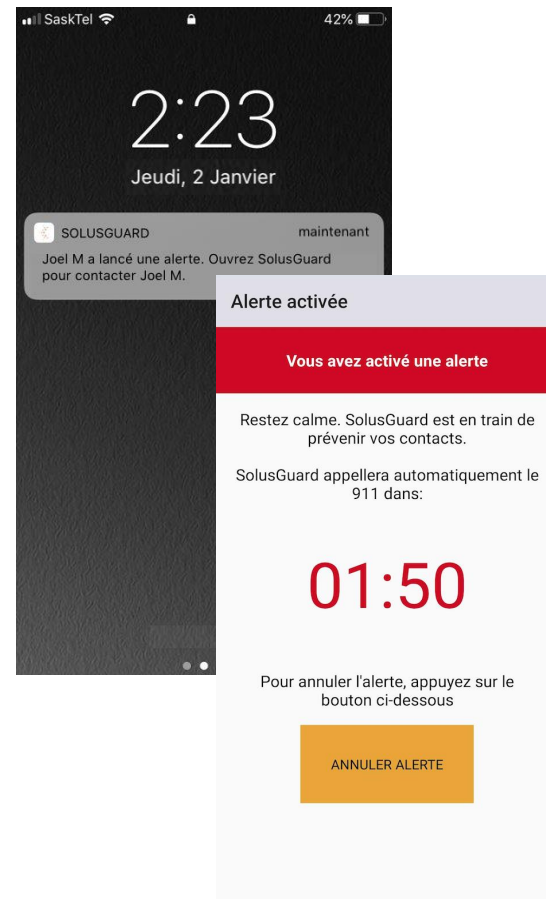 SaskTel 42%
2:23
Jeudi, 2 Janvier
SOLUSGUARD maintenant
Joel M a lancé une alerte. Ouvrez SolusGuard
pour contacter Joel M.
Alerte activée
Vous avez activé une alerte
Restez calme. SolusGuard est en train de
prévenir vos contacts.
SolusGuard appellera automatiquement le
911 dans:
01:50
Pour annuler l'alerte, appuyez sur le
bouton ci-dessous
ANNULER ALERTE